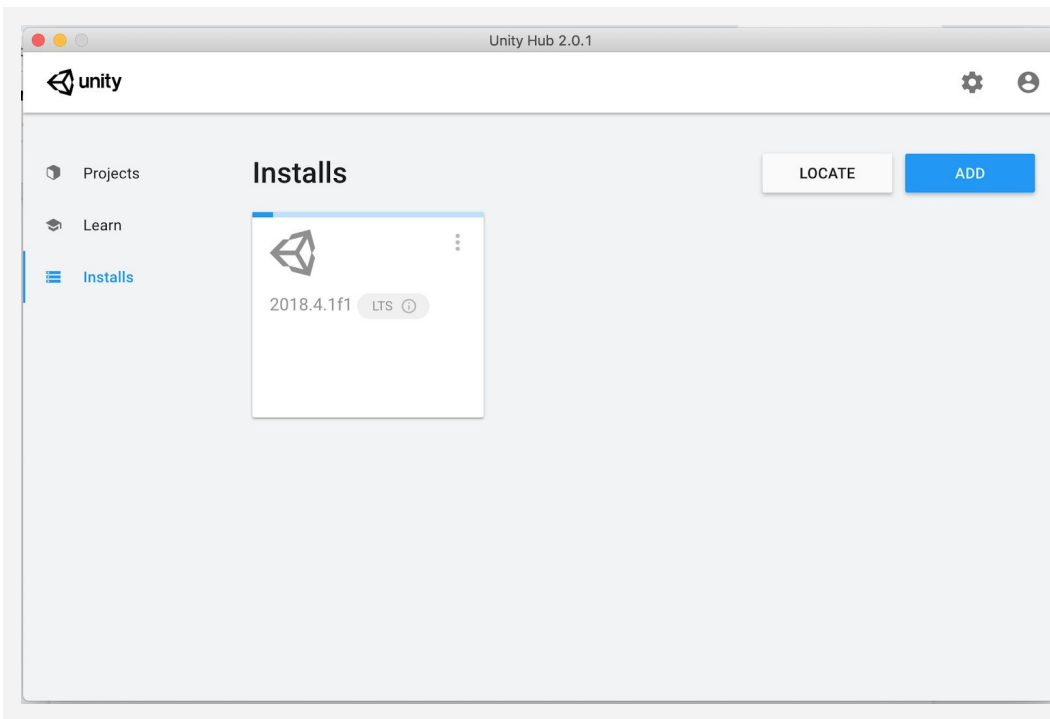 Unity Hub 2.0.1
unity
Projects
Learn
Installs
Installs
LOCATE
ADD
2018.4.1f1 LTS